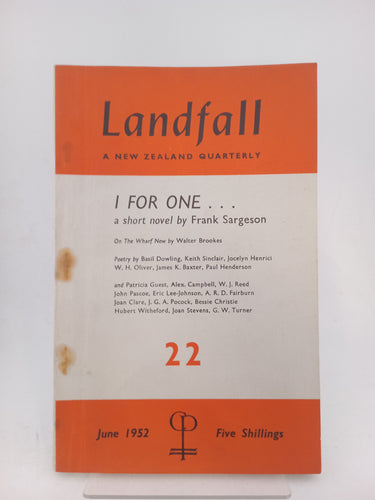 Landfall
A NEW ZEALAND QUARTERLY
I FOR ONE . . .
a short novel by Frank Sargeson
On The Wharf Now by Walter Brookes
Poetry by Basil Dowling, Keith Sinclair, Jocelyn Henrici
W. H. Oliver, James K. Baxter, Paul Henderson
and Patricia Guest, Alex. Campbell, W. J. Reed
John Pascoe, Eric Lee-Johnson, A. R. D. Fairburn
Joan Clare, J. G. A. Pocock, Bessie Christie
Hubert Witheford, Joan Stevens, G. W. Turner
22
June 1952 CP Five Shillings